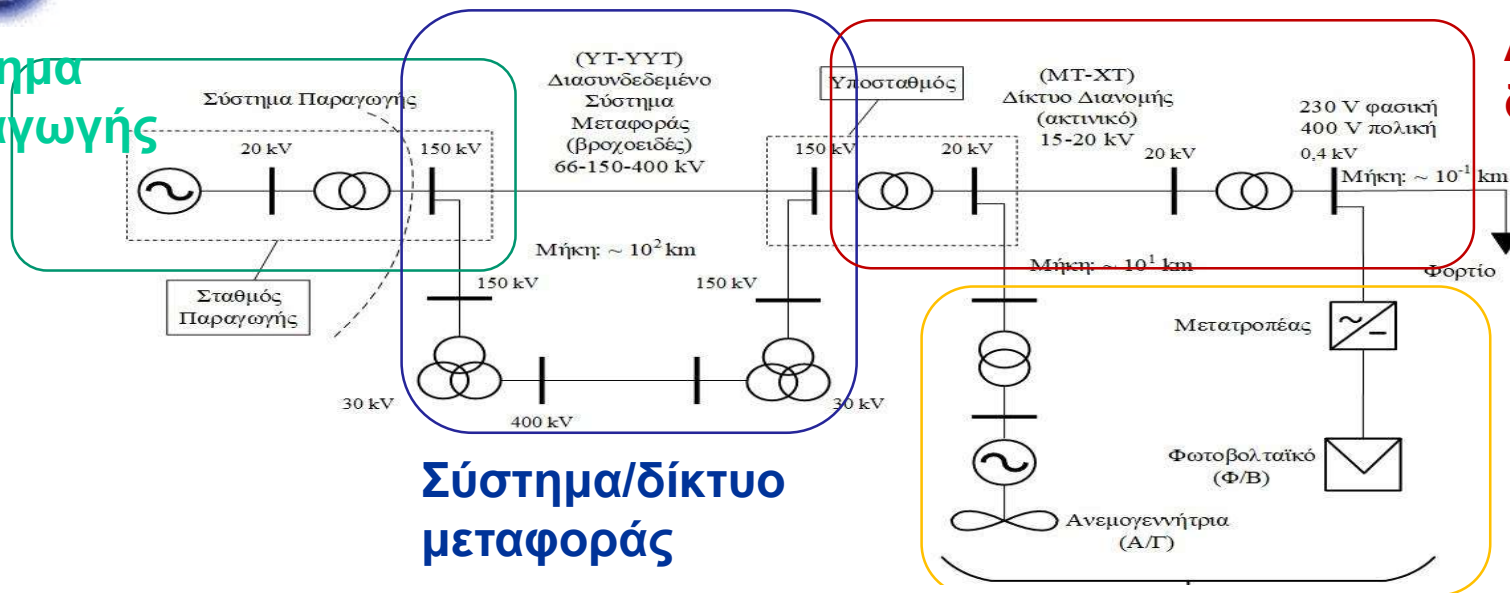 Σύστημα Παραγωγής
20 kV
150 kV
Σταθμός
Παραγωγής
(ΥΤ-ΥΥΤ)
Διασυνδεδεμένο
Σύστημα
Μεταφοράς
(βροχοειδές)
66-150-400 kV
Μήκη: ~ 10² km
150 kV
150 kV
30 kV
400 kV
30 kV
Σύστημα/δίκτυο
μεταφοράς
Υποσταθμός
150 kV
20 kV
(ΜΤ-ΧΤ)
Δίκτυο Διανομής
(ακτινικό)
15-20 kV
20 kV
230 V φασική
400 V πολική
0,4 kV
Μήκη: ~ 10⁻¹ km
Μήκη: ~ 10¹ km
Φορτίο
Μετατροπέας
Φωτοβολταϊκό
(Φ/Β)
Ανεμογεννήτρια
(Α/Γ)